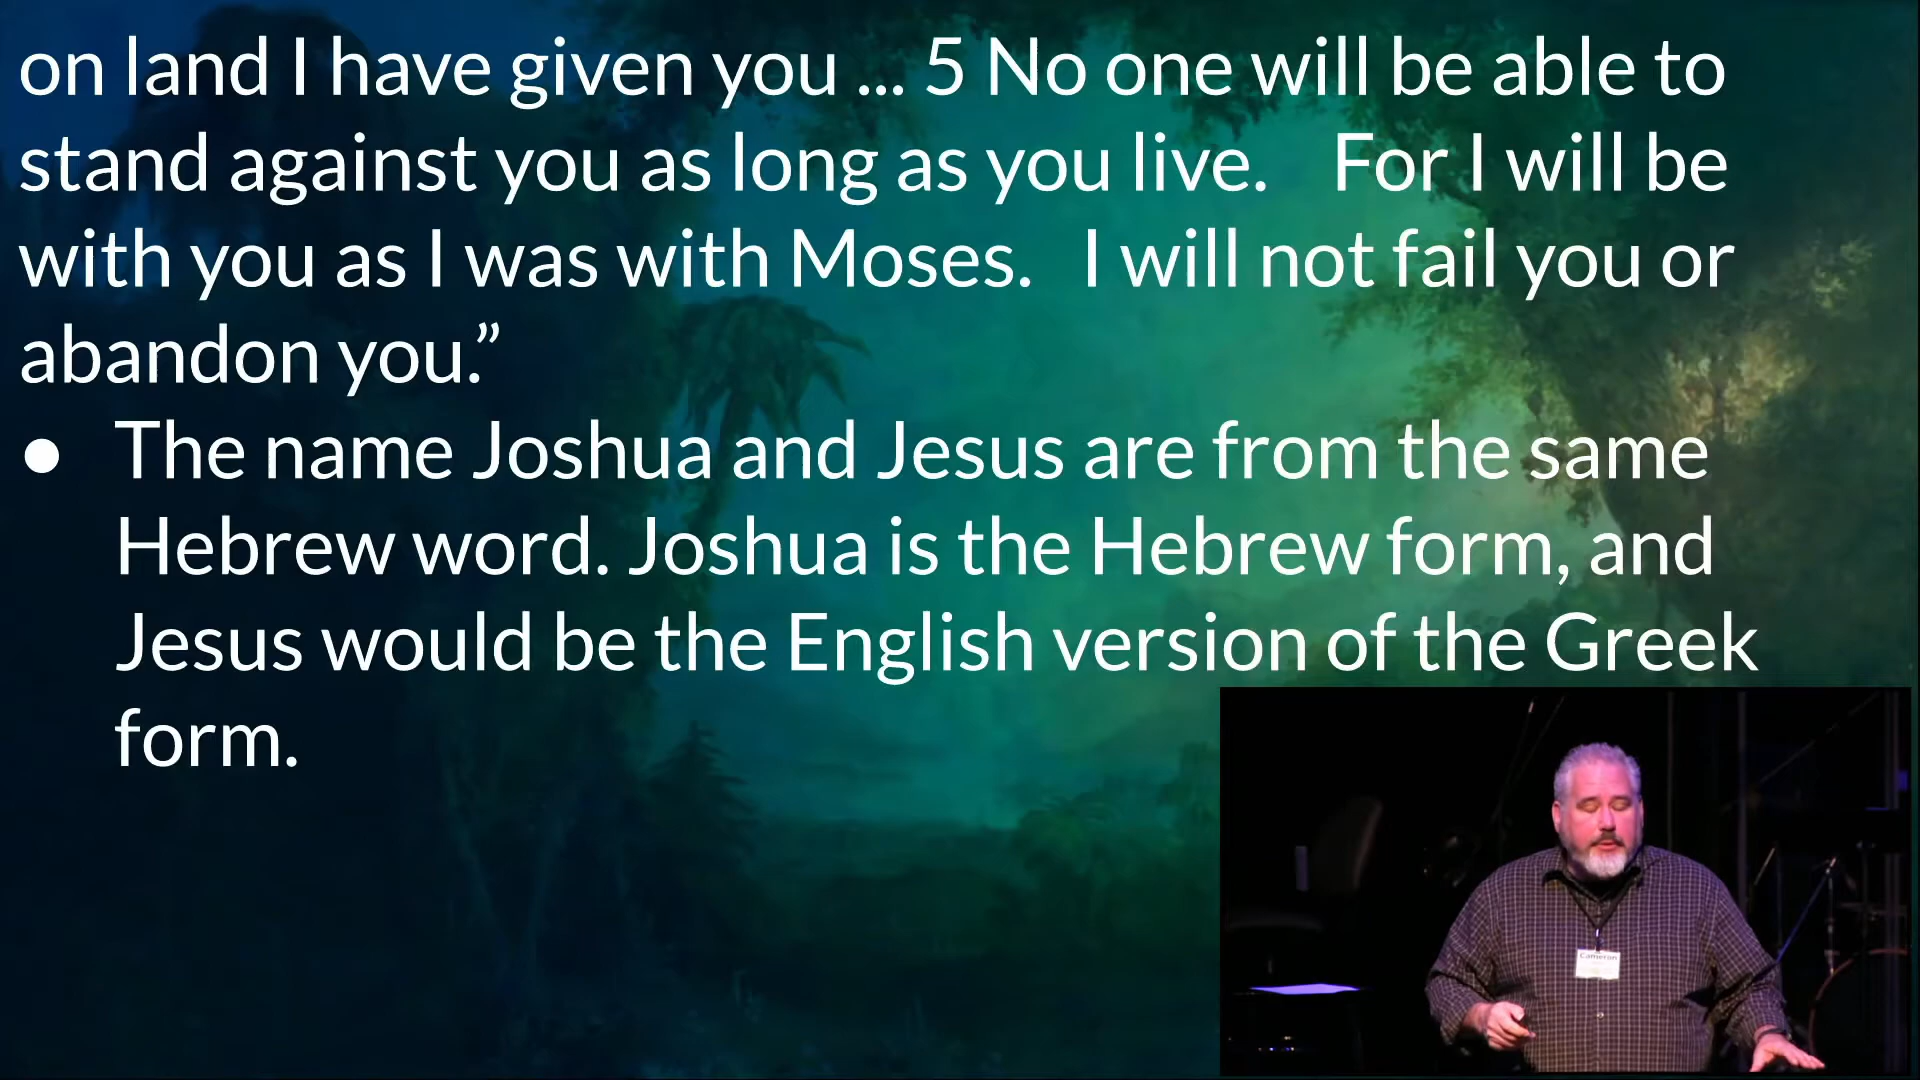 on land I have given you ... 5 No one will be able to
stand against you as long as you live. For I will be
with you as I was with Moses. I will not fail you or
abandon you.”
● The name Joshua and Jesus are from the same
Hebrew word. Joshua is the Hebrew form, and
Jesus would be the English version of the Greek
form.
Cameron